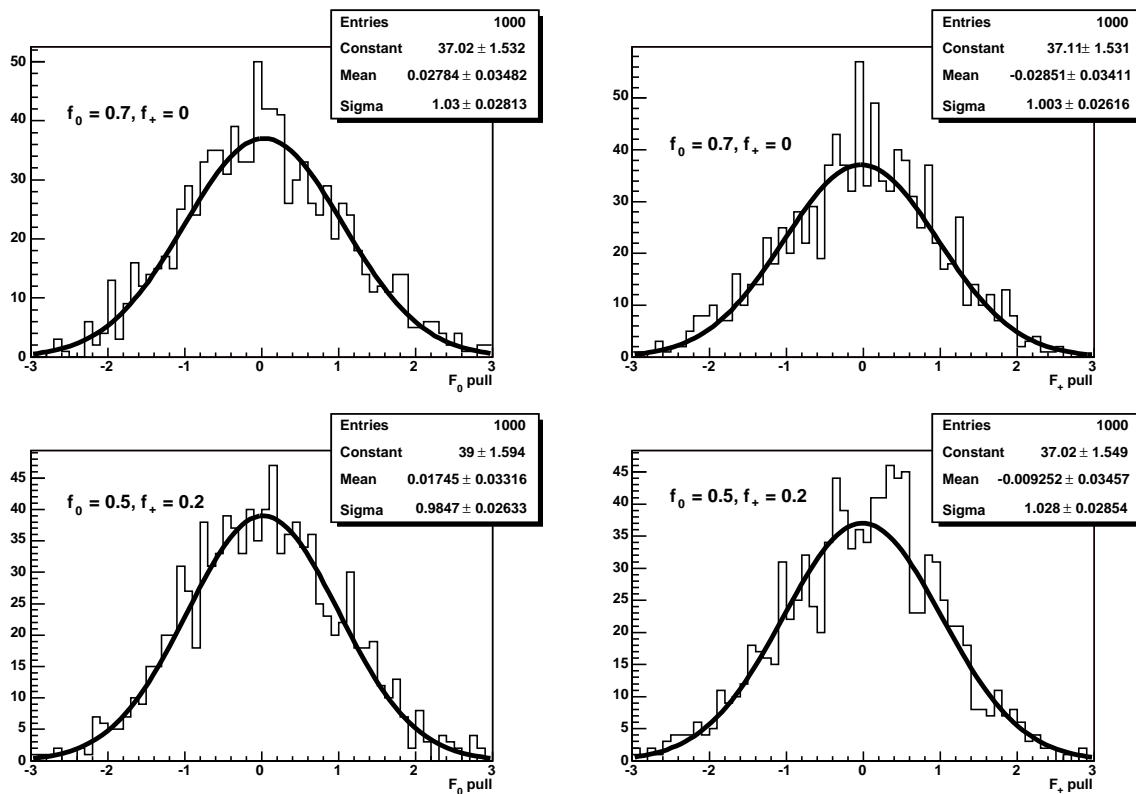 Entries 1000
Constant 37.02 ± 1.532
Mean 0.02784 ± 0.03482
Sigma 1.03 ± 0.02813
f0 = 0.7, f+ = 0
50
40
30
20
10
0
-3 -2 -1 0 1 2 3
F0 pull
Entries 1000
Constant 37.11± 1.531
Mean -0.02851 ± 0.03411
Sigma 1.003 ± 0.02616
f0 = 0.7, f+ = 0
50
40
30
20
10
0
-3 -2 -1 0 1 2 3
F+ pull
Entries 1000
Constant 39 ± 1.594
Mean 0.01745 ± 0.03316
Sigma 0.9847 ± 0.02633
f0 = 0.5, f+ = 0.2
45
40
35
30
25
20
15
10
5
0
-3 -2 -1 0 1 2 3
F0 pull
Entries 1000
Constant 37.02 ± 1.549
Mean -0.009252 ± 0.03457
Sigma 1.028 ± 0.02854
f0 = 0.5, f+ = 0.2
45
40
35
30
25
20
15
10
5
0
-3 -2 -1 0 1 2 3
F+ pull